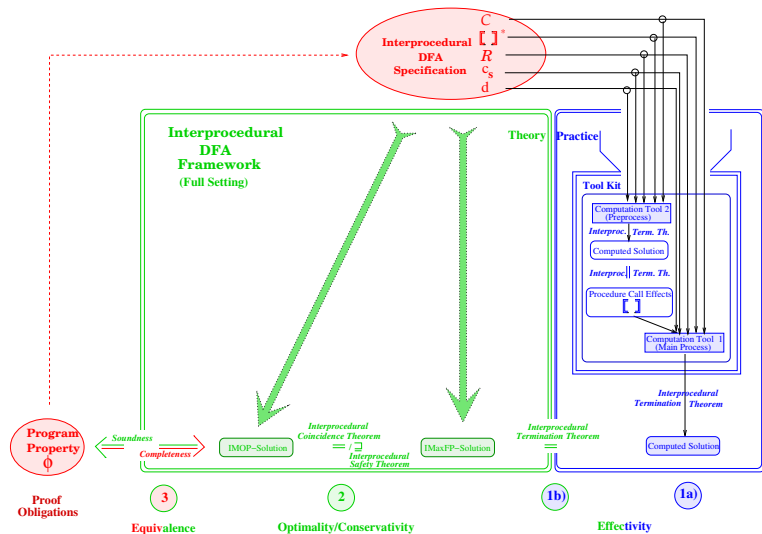 C
Interprocedural
DFA
Specification
[[ ]]*
R
c_s
d
Interprocedural
DFA
Framework
(Full Setting)
Theory
Practice
Tool Kit
Computation Tool 2
(Preprocess)
Interproc. Term. Th.
Computed Solution
Interproc. Term. Th.
Procedure Call Effects
[[ ]]
Computation Tool 1
(Main Process)
Interprocedural
Termination Theorem
Program
Property
ϕ
Soundness
Completeness
IMOP-Solution
Interprocedural
Coincidence Theorem
= / ⊒
Interprocedural
Safety Theorem
IMaxFP-Solution
Interprocedural
Termination Theorem
=
Computed Solution
Proof
Obligations
3
2
1b)
1a)
Equivalence
Optimality/Conservativity
Effectivity